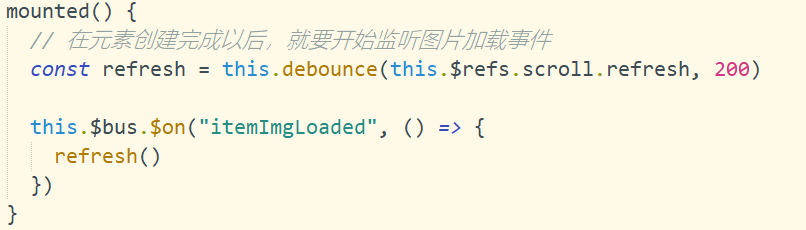 mounted() {
  // 在元素创建完成以后，就要开始监听图片加载事件
  const refresh = this.debounce(this.$refs.scroll.refresh, 200)
  this.$bus.$on("itemImgLoaded", () => {
    refresh()
  })
}